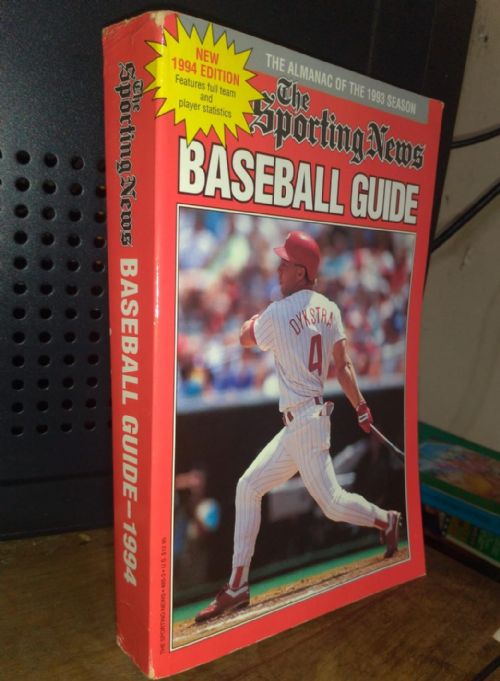 NEW
1994 EDITION
Features full team
and
player statistics
THE ALMANAC OF THE 1993 SEASON
The
Sporting News
BASEBALL GUIDE
DYKSTRA
4
The Sporting News BASEBALL GUIDE—1994